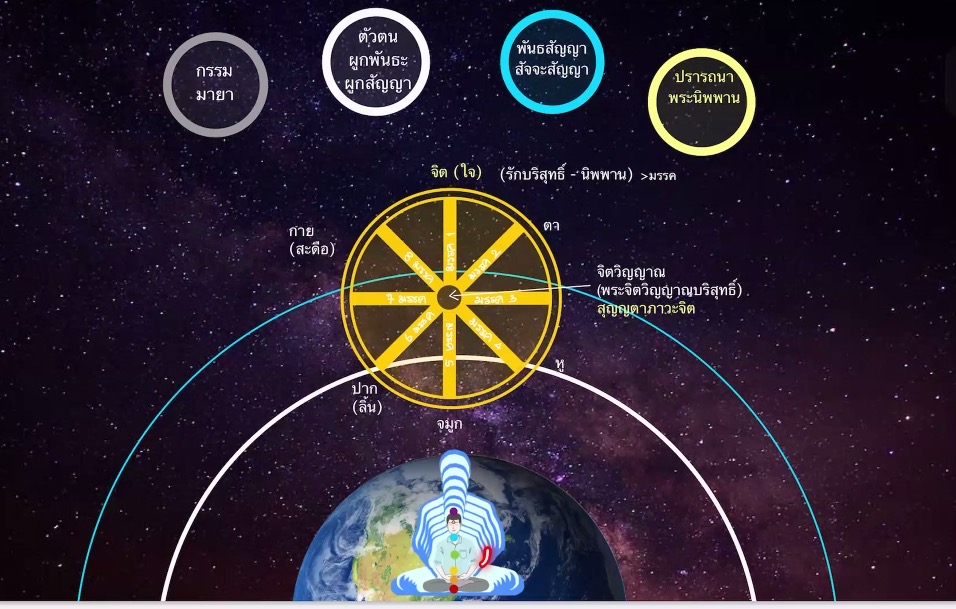 กรรม
มายา
ตัวตน
ผูกพันธะ
ผูกสัญญา
พันธสัญญา
สัจจะสัญญา
ปรารถนา
พระนิพพาน
จิต (ใจ)
(รักบริสุทธิ์ - นิพพาน) >มรรค
กาย
(สะดือ)
ตา
จิตวิญญาณ
(พระจิตวิญญาณบริสุทธิ์)
สุญญตาภาวะจิต
มรรค 1
มรรค 2
มรรค 3
มรรค 4
5 มรรค
6 มรรค
7 มรรค
8 มรรค
หู
ปาก
(ลิ้น)
จมูก